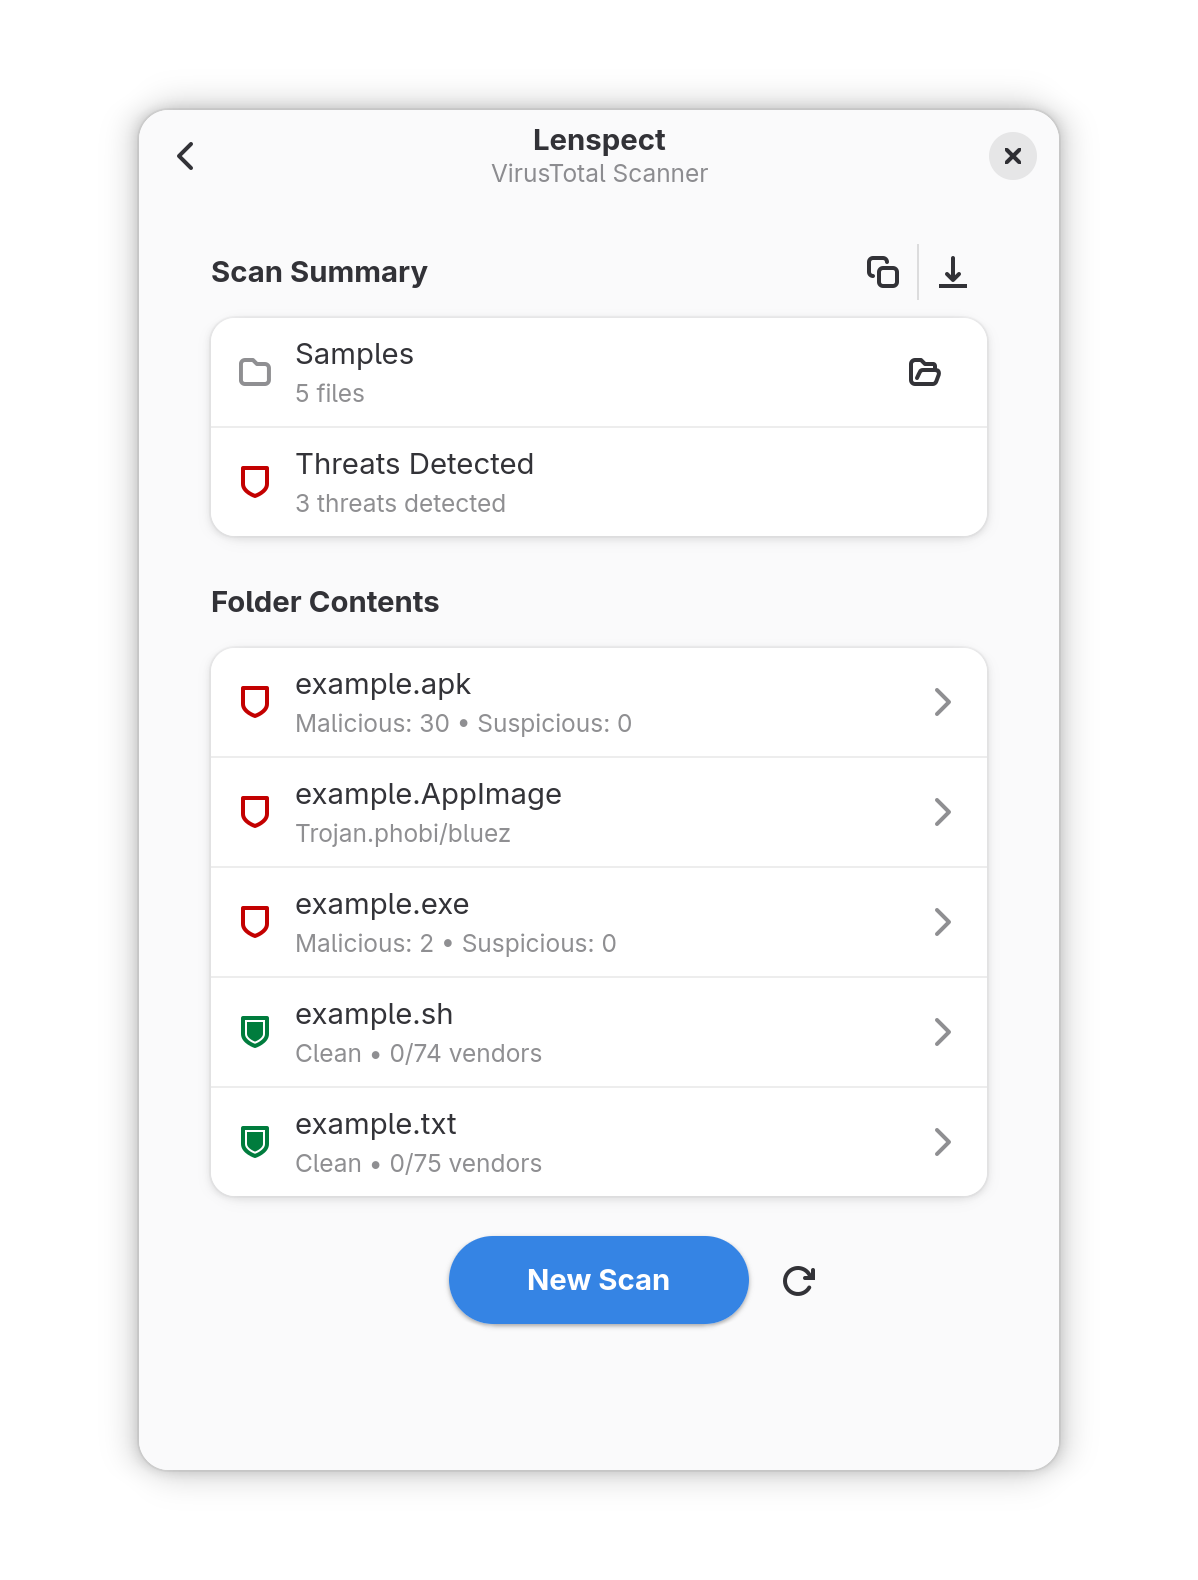 Lenspect
VirusTotal Scanner
Scan Summary
Samples
5 files
Threats Detected
3 threats detected
Folder Contents
example.apk
Malicious: 30 • Suspicious: 0
example.AppImage
Trojan.phobi/bluez
example.exe
Malicious: 2 • Suspicious: 0
example.sh
Clean • 0/74 vendors
example.txt
Clean • 0/75 vendors
New Scan